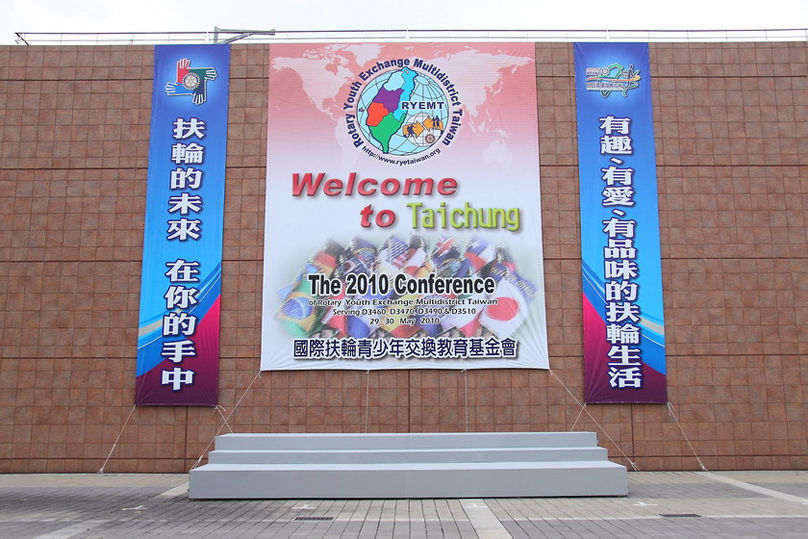 扶輪的未來 在你的手中
Rotary Youth Exchange Multidistrict Taiwan
RYEMT
http://www.ryetaiwan.org
Welcome
to Taichung
The 2010 Conference
of Rotary Youth Exchange Multidistrict Taiwan
Serving D3460, D3470, D3490 & D3510
29 - 30 May 2010
國際扶輪青少年交換教育基金會
有趣、有愛、有品味的扶輪生活